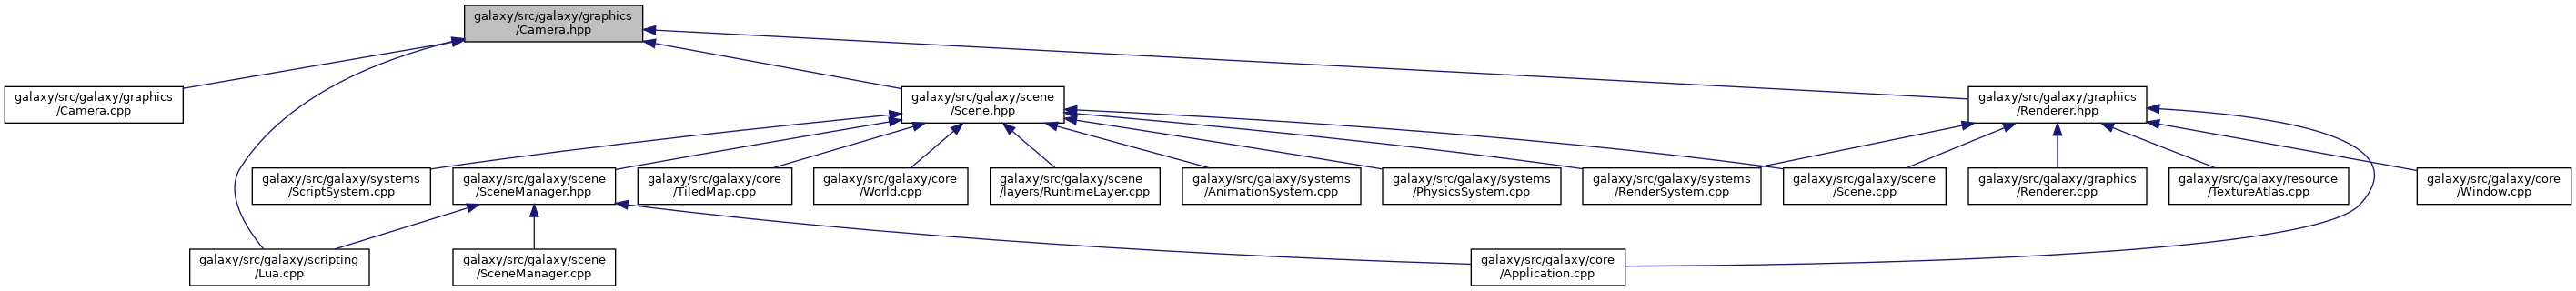 galaxy/src/galaxy/graphics
/Camera.hpp
galaxy/src/galaxy/graphics
/Camera.cpp
galaxy/src/galaxy/scene
/Scene.hpp
galaxy/src/galaxy/graphics
/Renderer.hpp
galaxy/src/galaxy/systems
/ScriptSystem.cpp
galaxy/src/galaxy/scene
/SceneManager.hpp
galaxy/src/galaxy/core
/TiledMap.cpp
galaxy/src/galaxy/core
/World.cpp
galaxy/src/galaxy/scene
/layers/RuntimeLayer.cpp
galaxy/src/galaxy/systems
/AnimationSystem.cpp
galaxy/src/galaxy/systems
/PhysicsSystem.cpp
galaxy/src/galaxy/systems
/RenderSystem.cpp
galaxy/src/galaxy/scene
/Scene.cpp
galaxy/src/galaxy/graphics
/Renderer.cpp
galaxy/src/galaxy/resource
/TextureAtlas.cpp
galaxy/src/galaxy/core
/Window.cpp
galaxy/src/galaxy/scripting
/Lua.cpp
galaxy/src/galaxy/scene
/SceneManager.cpp
galaxy/src/galaxy/core
/Application.cpp